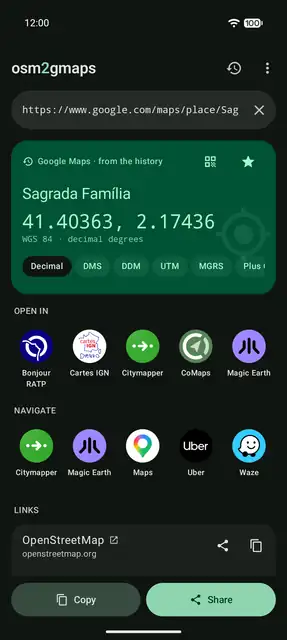 12:00
100
osm2gmaps
https://www.google.com/maps/place/Sag
Google Maps · from the history
Sagrada Família
41.40363, 2.17436
WGS 84 · decimal degrees
Decimal DMS DDM UTM MGRS Plus
OPEN IN
Bonjour RATP
Cartes IGN
Citymapper
CoMaps
Magic Earth
NAVIGATE
Citymapper
Magic Earth
Maps
Uber
Uber
Waze
LINKS
OpenStreetMap
openstreetmap.org
Copy
Share